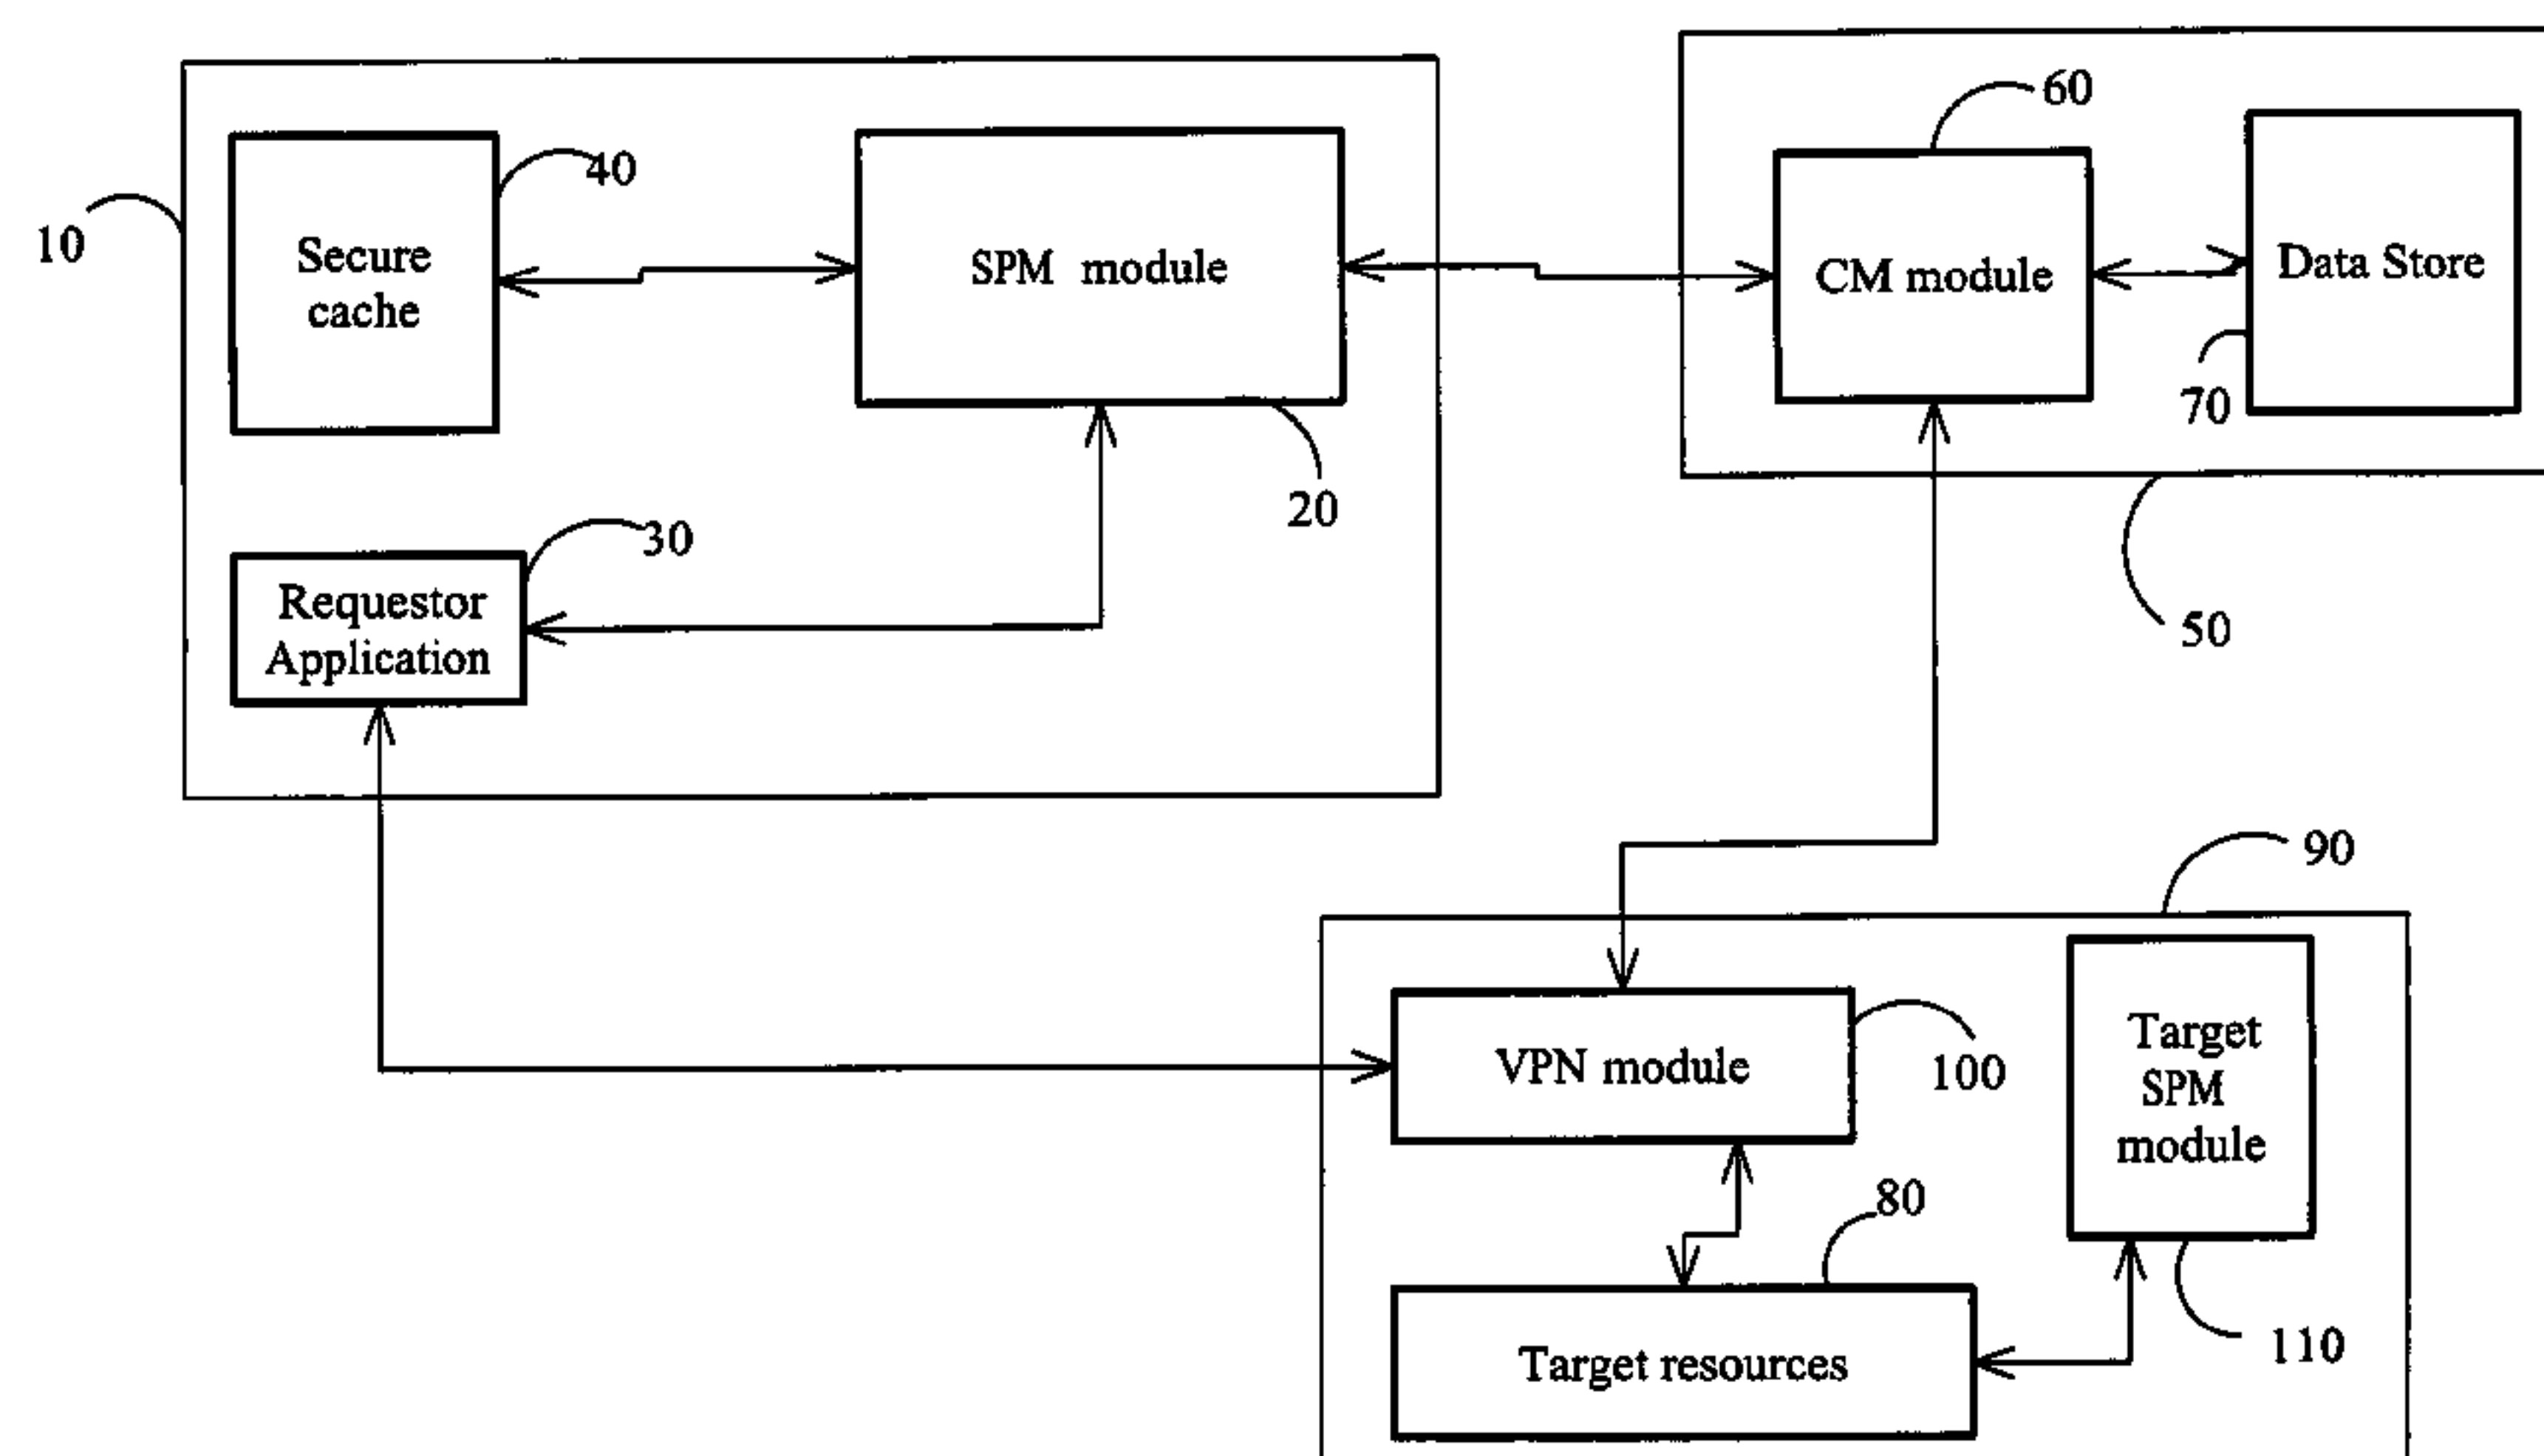 60
40
10
Secure
cache
SPM module
CM module
Data Store
70
20
30
Requestor
Application
50
90
VPN module
100
Target
SPM
module
80
Target resources
110